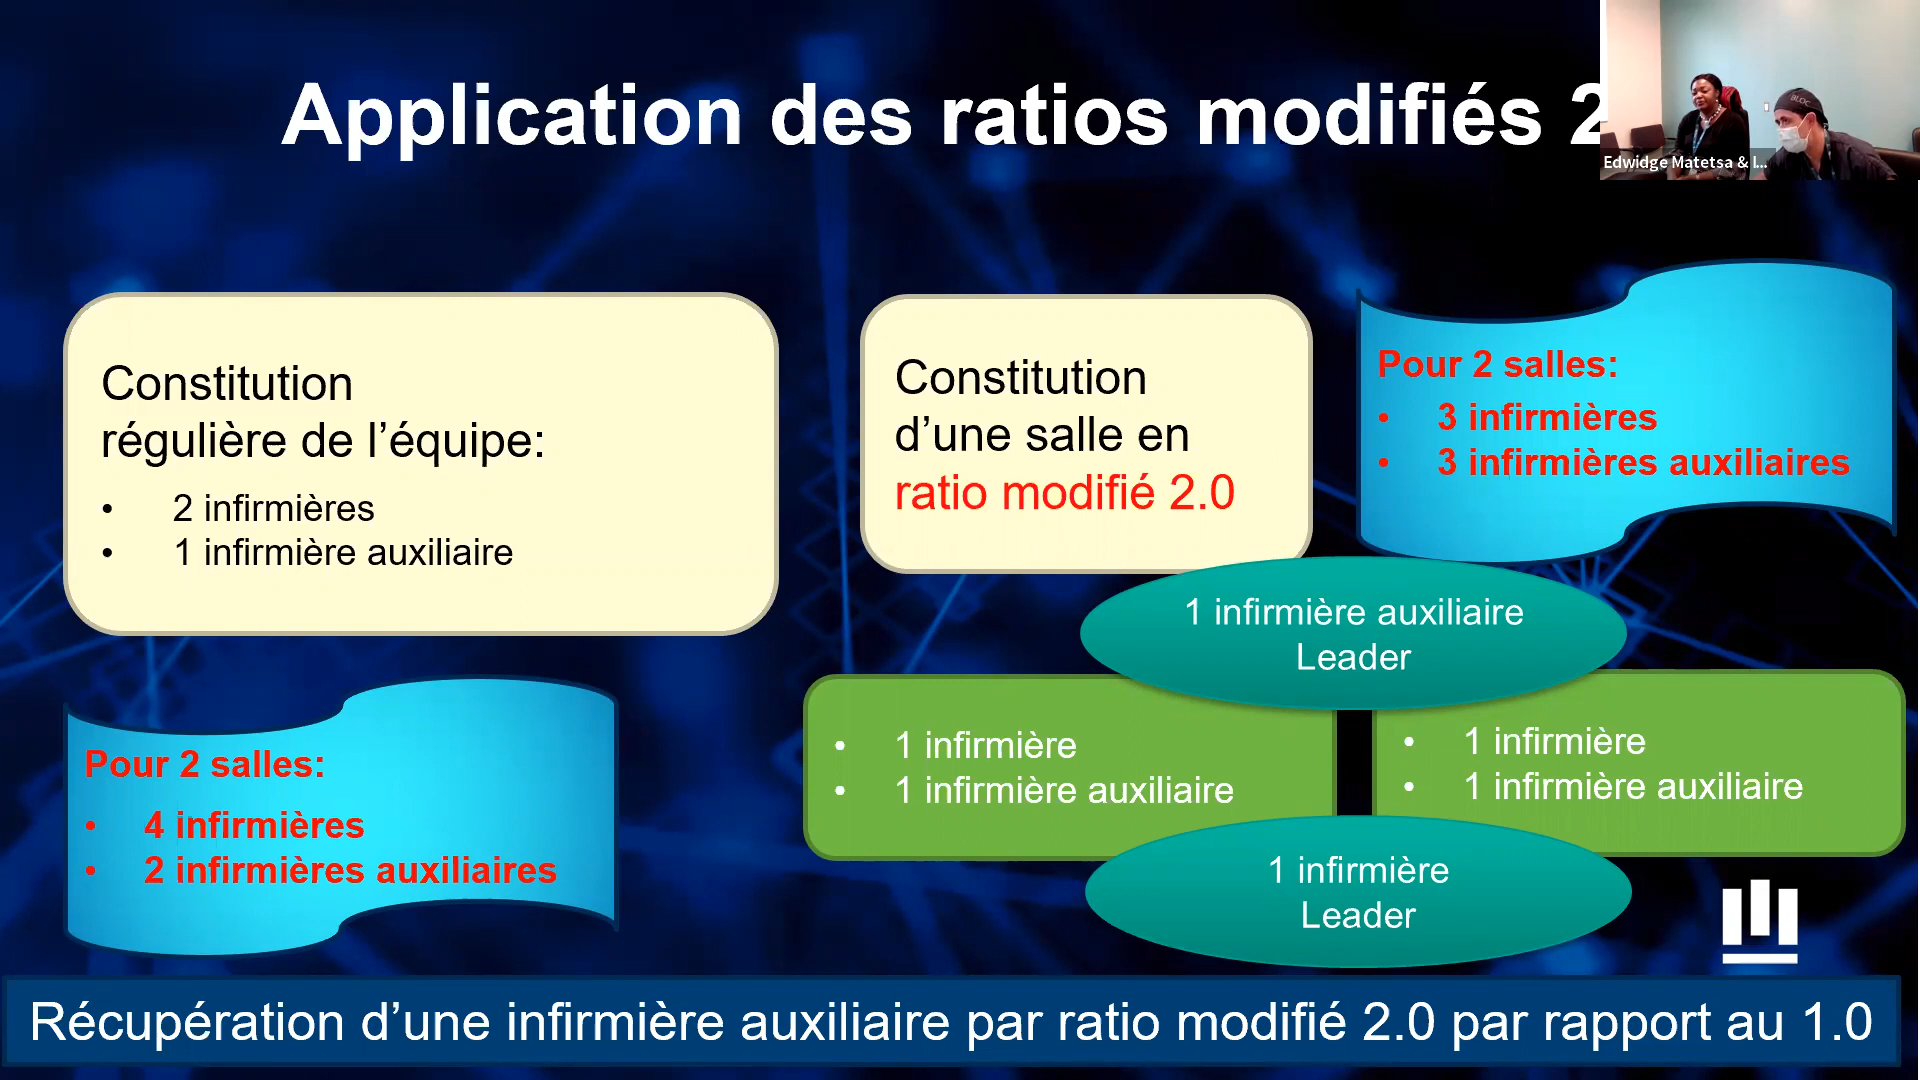 Application des ratios modifiés 2
Edwidge Matetsa & I...
BLOC
Constitution
régulière de l’équipe:
• 2 infirmières
• 1 infirmière auxiliaire
Pour 2 salles:
• 4 infirmières
• 2 infirmières auxiliaires
Constitution
d’une salle en
ratio modifié 2.0
Pour 2 salles:
• 3 infirmières
• 3 infirmières auxiliaires
1 infirmière auxiliaire
Leader
• 1 infirmière
• 1 infirmière auxiliaire
• 1 infirmière
• 1 infirmière auxiliaire
1 infirmière
Leader
Récupération d’une infirmière auxiliaire par ratio modifié 2.0 par rapport au 1.0